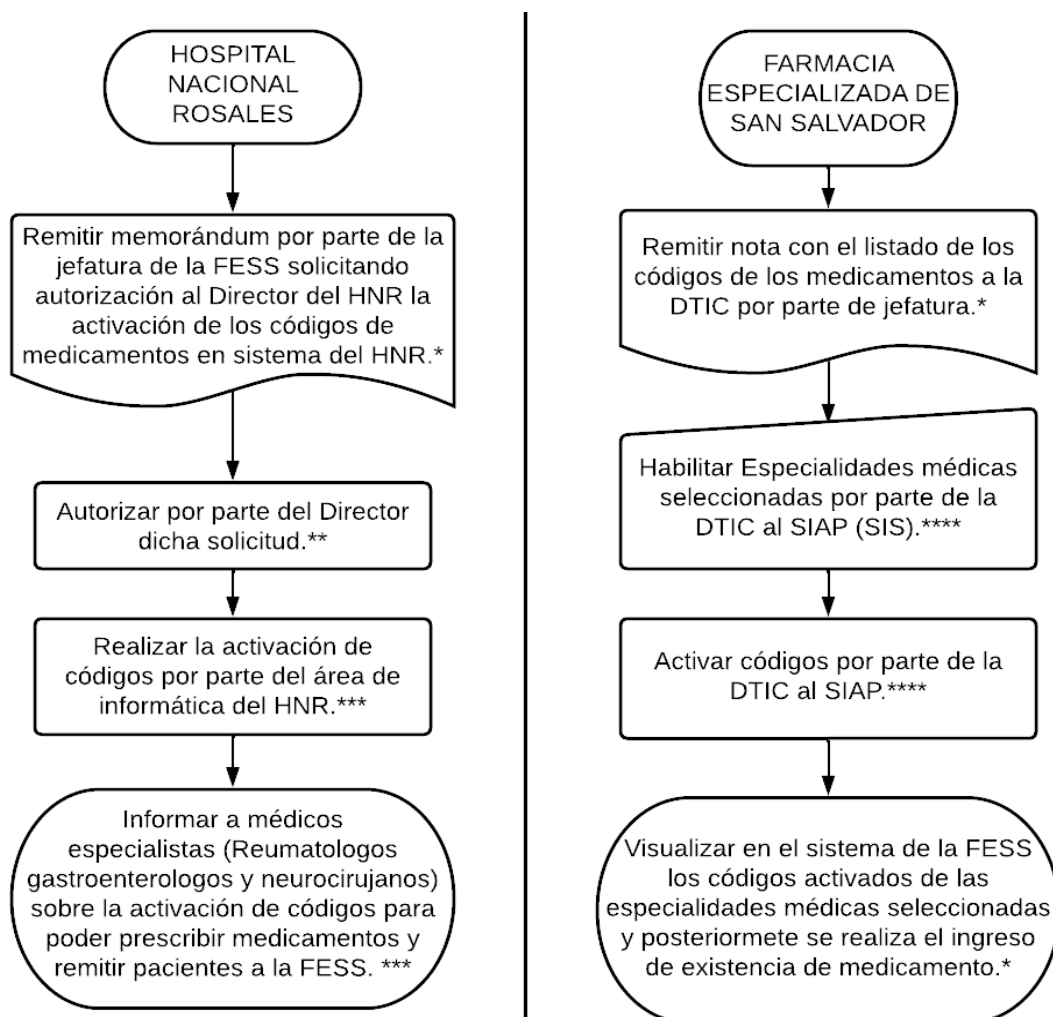 HOSPITAL
NACIONAL
ROSALES
Remitir memorándum por parte de la
jefatura de la FESS solicitando
autorización al Director del HNR la
activación de los códigos de
medicamentos en sistema del HNR.*
Autorizar por parte del Director
dicha solicitud.**
Realizar la activación de
códigos por parte del área de
informática del HNR.***
Informar a médicos
especialistas (Reumatologos
gastroenterologos y neurocirujanos)
sobre la activación de códigos para
poder prescribir medicamentos y
remitir pacientes a la FESS. ***
FARMACIA
ESPECIALIZADA DE
SAN SALVADOR
Remitir nota con el listado de los
códigos de los medicamentos a la
DTIC por parte de jefatura.*
Habilitar Especialidades médicas
seleccionadas por parte de la
DTIC al SIAP (SIS).****
Activar códigos por parte de la
DTIC al SIAP.****
Visualizar en el sistema de la FESS
los códigos activados de las
especialidades médicas seleccionadas
y posteriormete se realiza el ingreso
de existencia de medicamento.*